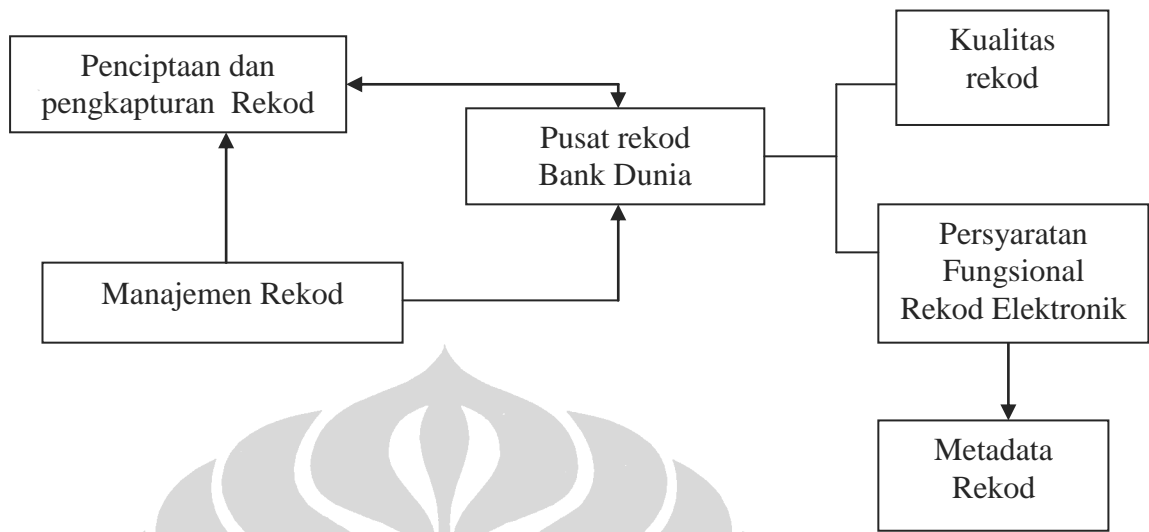 Penciptaan dan
pengkapturan Rekod
Kualitas
rekod
Pusat rekod
Bank Dunia
Manajemen Rekod
Persyaratan
Fungsional
Rekod Elektronik
Metadata
Rekod